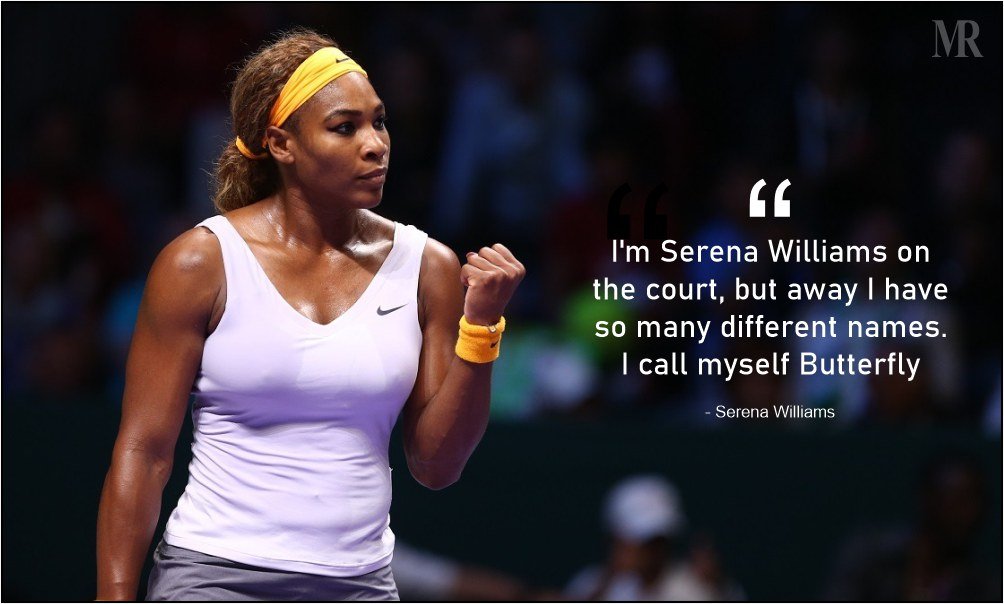 MR
“
I'm Serena Williams on
the court, but away I have
so many different names.
I call myself Butterfly
- Serena Williams